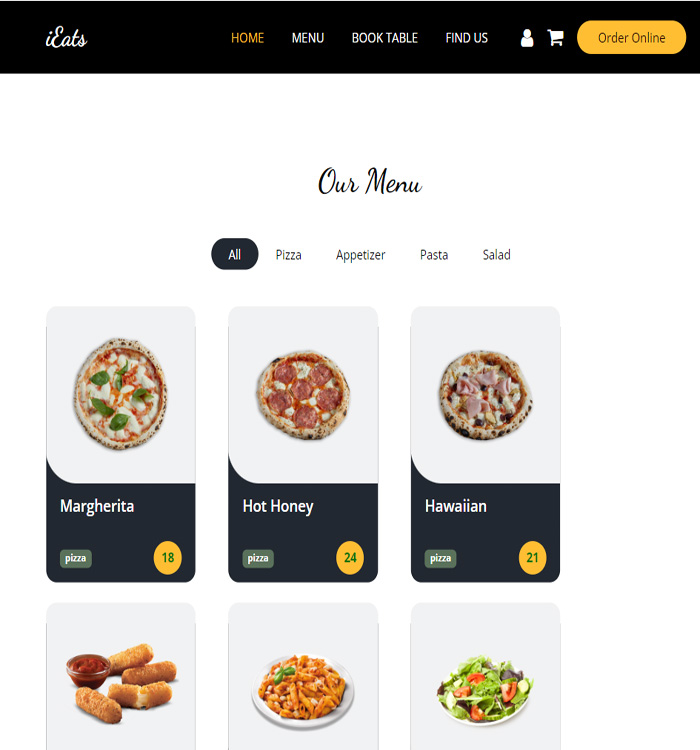 iEats HOME MENU BOOK TABLE FIND US Order Online
Our Menu
All Pizza Appetizer Pasta Salad
Margherita Hot Honey Hawaiian
pizza 18 pizza 24 pizza 21